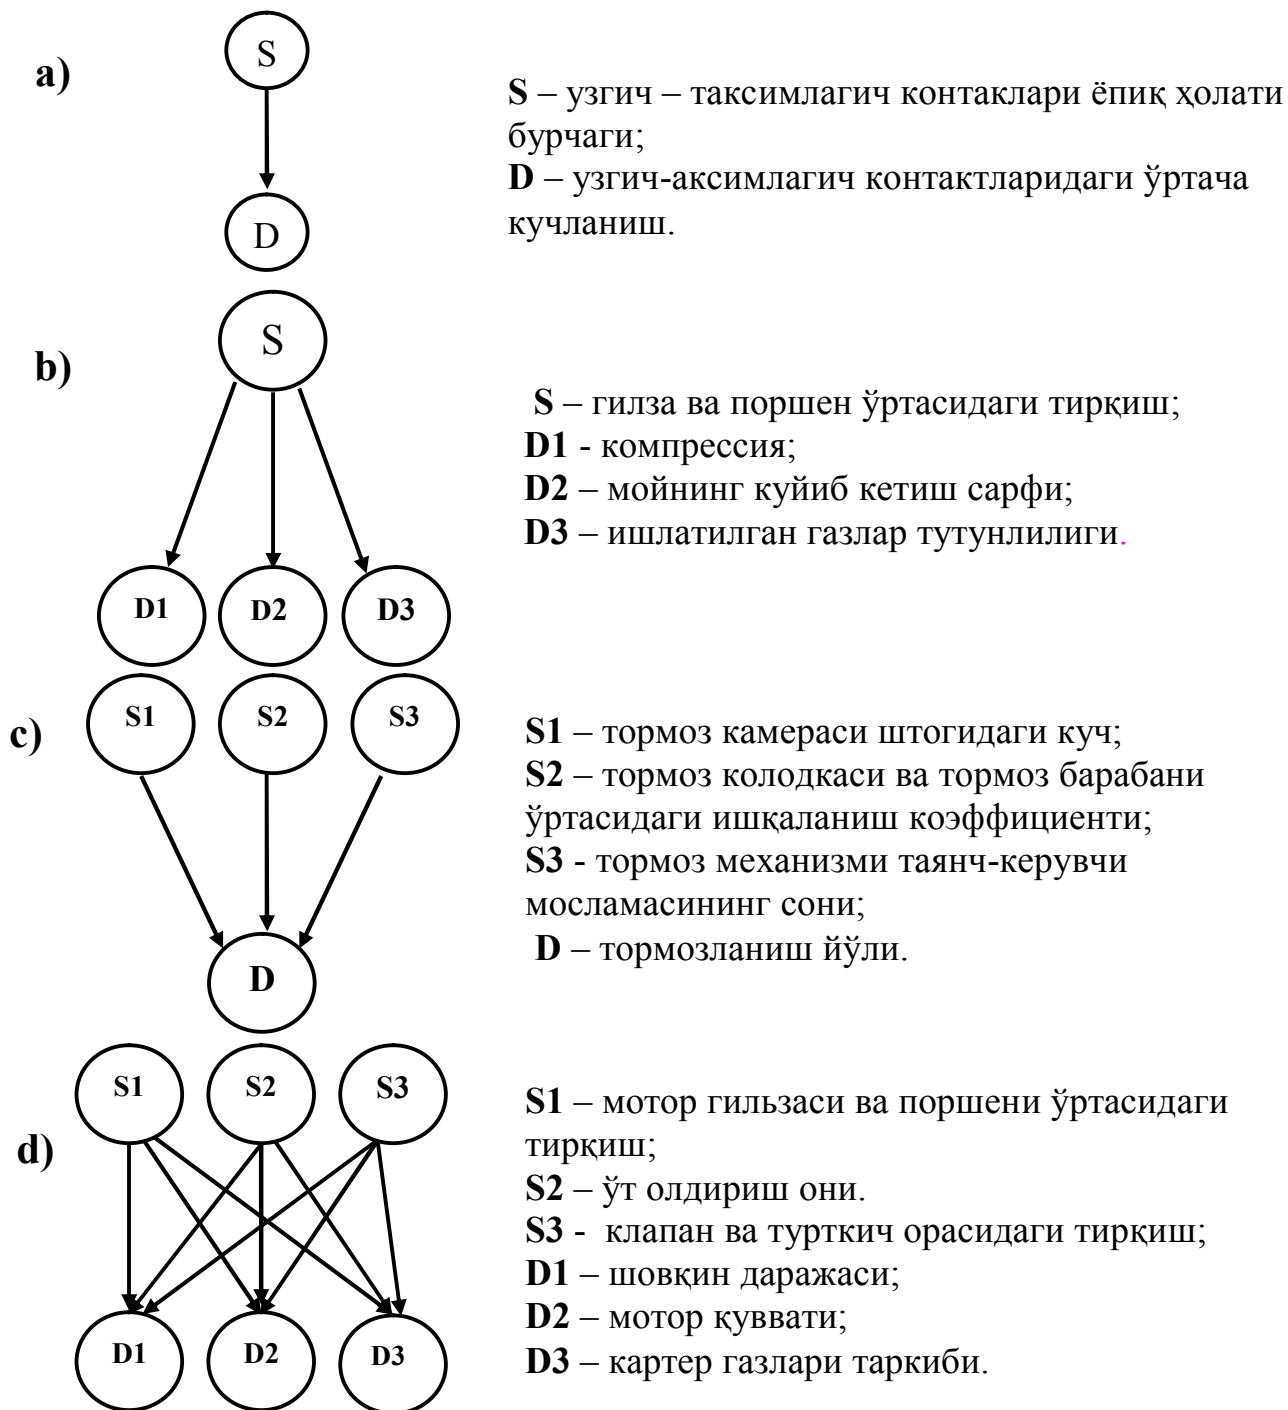 a)
S
D
S – узгич – таксимлагич контаклари ёпиқ ҳолати
бурчаги;
D – узгич-аксимлагич контактларидаги ўртача
кучланиш.
b)
S
D1 D2 D3
S – гилза ва поршен ўртасидаги тирқиш;
D1 - компрессия;
D2 – мойнинг куйиб кетиш сарфи;
D3 – ишлатилган газлар тутунлилиги.
c)
S1 S2 S3
D
S1 – тормоз камераси штогидаги куч;
S2 – тормоз колодкаси ва тормоз барабани
ўртасидаги ишқаланиш коэффициенти;
S3 - тормоз механизми таянч-керувчи
мосламасининг сони;
D – тормозланиш йўли.
d)
S1 S2 S3
D1 D2 D3
S1 – мотор гильзаси ва поршени ўртасидаги
тирқиш;
S2 – ўт олдириш они.
S3 - клапан ва турткич орасидаги тирқиш;
D1 – шовқин даражаси;
D2 – мотор қуввати;
D3 – картер газлари таркиби.